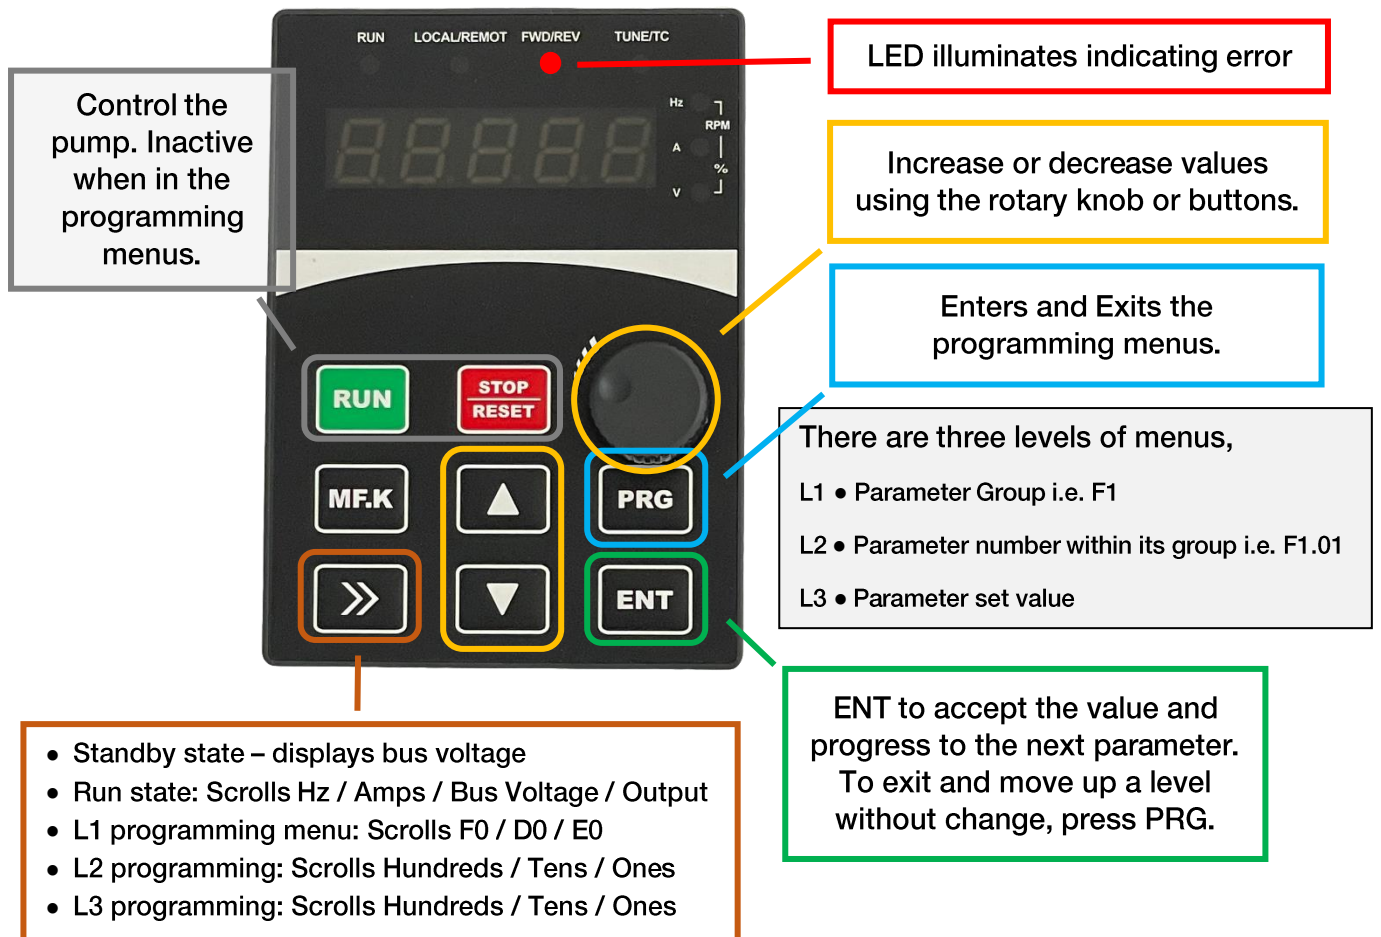 RUN
LOCAL/REMOT
FWD/REV
TUNE/TC
LED illuminates indicating error
Control the
pump. Inactive
when in the
programming
menus.
Hz
RPM
A
%
V
Increase or decrease values
using the rotary knob or buttons.
Enters and Exits the
programming menus.
RUN
STOP
RESET
MF.K
▲
PRG
»
▼
ENT
There are three levels of menus,
L1 ● Parameter Group i.e. F1
L2 ● Parameter number within its group i.e. F1.01
L3 ● Parameter set value
ENT to accept the value and
progress to the next parameter.
To exit and move up a level
without change, press PRG.
● Standby state – displays bus voltage
● Run state: Scrolls Hz / Amps / Bus Voltage / Output
● L1 programming menu: Scrolls F0 / D0 / E0
● L2 programming: Scrolls Hundreds / Tens / Ones
● L3 programming: Scrolls Hundreds / Tens / Ones